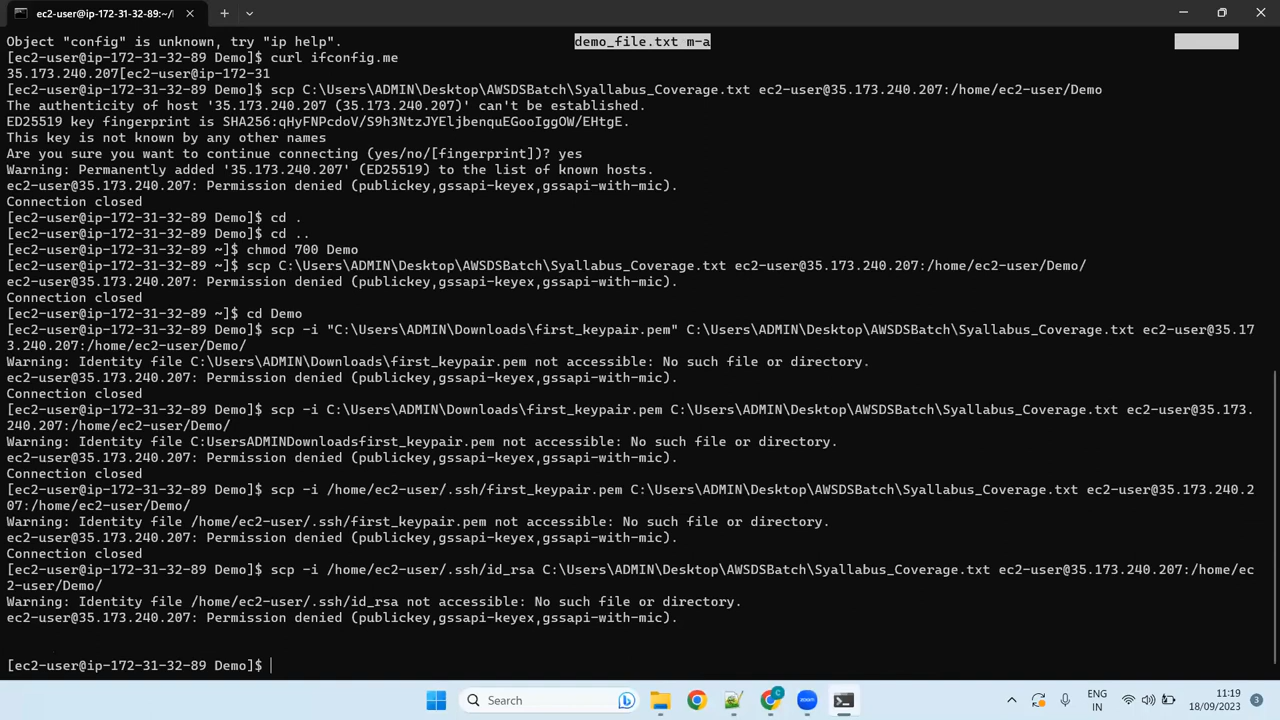 ec2-user@ip-172-31-32-89:~/
Object "config" is unknown, try "ip help".
demo_file.txt m-a
[ec2-user@ip-172-31-32-89 Demo]$ curl ifconfig.me
35.173.240.207[ec2-user@ip-172-31
[ec2-user@ip-172-31-32-89 Demo]$ scp C:\Users\ADMIN\Desktop\AWSDSBatch\Syallabus_Coverage.txt ec2-user@35.173.240.207:/home/ec2-user/Demo
The authenticity of host '35.173.240.207 (35.173.240.207)' can't be established.
ED25519 key fingerprint is SHA256:qHyFNPcdoV/S9h3NtzJYEljbenquEGooIggOW/EHtgE.
This key is not known by any other names
Are you sure you want to continue connecting (yes/no/[fingerprint])? yes
Warning: Permanently added '35.173.240.207' (ED25519) to the list of known hosts.
ec2-user@35.173.240.207: Permission denied (publickey,gssapi-keyex,gssapi-with-mic).
Connection closed
[ec2-user@ip-172-31-32-89 Demo]$ cd .
[ec2-user@ip-172-31-32-89 Demo]$ cd ..
[ec2-user@ip-172-31-32-89 ~]$ chmod 700 Demo
[ec2-user@ip-172-31-32-89 ~]$ scp C:\Users\ADMIN\Desktop\AWSDSBatch\Syallabus_Coverage.txt ec2-user@35.173.240.207:/home/ec2-user/Demo/
ec2-user@35.173.240.207: Permission denied (publickey,gssapi-keyex,gssapi-with-mic).
Connection closed
[ec2-user@ip-172-31-32-89 ~]$ cd Demo
[ec2-user@ip-172-31-32-89 Demo]$ scp -i "C:\Users\ADMIN\Downloads\first_keypair.pem" C:\Users\ADMIN\Desktop\AWSDSBatch\Syallabus_Coverage.txt ec2-user@35.17
3.240.207:/home/ec2-user/Demo/
Warning: Identity file C:\Users\ADMIN\Downloads\first_keypair.pem not accessible: No such file or directory.
ec2-user@35.173.240.207: Permission denied (publickey,gssapi-keyex,gssapi-with-mic).
Connection closed
[ec2-user@ip-172-31-32-89 Demo]$ scp -i C:\Users\ADMIN\Downloads\first_keypair.pem C:\Users\ADMIN\Desktop\AWSDSBatch\Syallabus_Coverage.txt ec2-user@35.173.
240.207:/home/ec2-user/Demo/
Warning: Identity file C:UsersADMINDownloadsfirst_keypair.pem not accessible: No such file or directory.
ec2-user@35.173.240.207: Permission denied (publickey,gssapi-keyex,gssapi-with-mic).
Connection closed
[ec2-user@ip-172-31-32-89 Demo]$ scp -i /home/ec2-user/.ssh/first_keypair.pem C:\Users\ADMIN\Desktop\AWSDSBatch\Syallabus_Coverage.txt ec2-user@35.173.240.2
07:/home/ec2-user/Demo/
Warning: Identity file /home/ec2-user/.ssh/first_keypair.pem not accessible: No such file or directory.
ec2-user@35.173.240.207: Permission denied (publickey,gssapi-keyex,gssapi-with-mic).
Connection closed
[ec2-user@ip-172-31-32-89 Demo]$ scp -i /home/ec2-user/.ssh/id_rsa C:\Users\ADMIN\Desktop\AWSDSBatch\Syallabus_Coverage.txt ec2-user@35.173.240.207:/home/ec
2-user/Demo/
Warning: Identity file /home/ec2-user/.ssh/id_rsa not accessible: No such file or directory.
ec2-user@35.173.240.207: Permission denied (publickey,gssapi-keyex,gssapi-with-mic).
[ec2-user@ip-172-31-32-89 Demo]$
Search
ENG
IN
11:19
18/09/2023
3